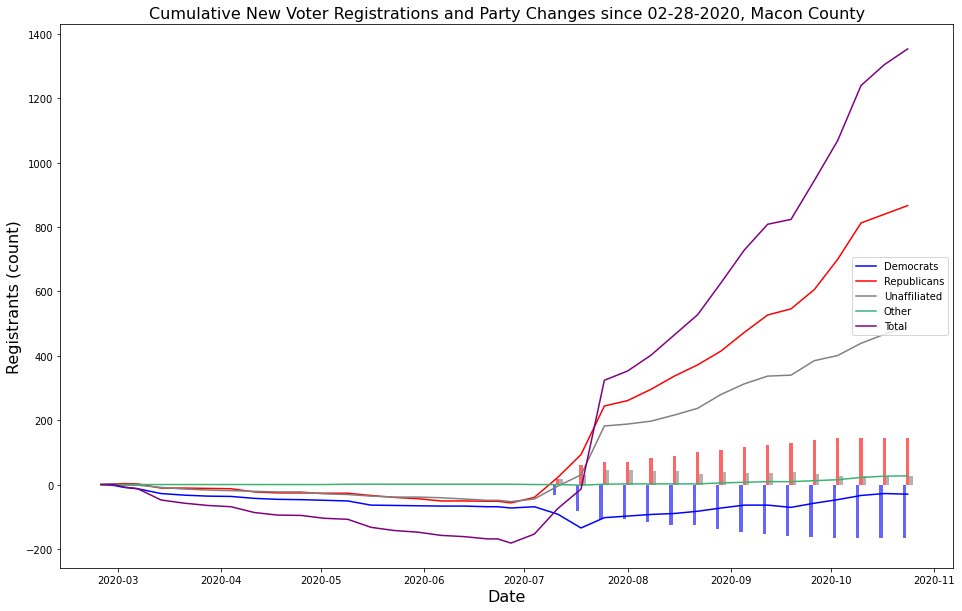 Cumulative New Voter Registrations and Party Changes since 02-28-2020, Macon County
1400
1200
1000
800
600
400
200
0
−200
Registrants (count)
Democrats
Republicans
Unaffiliated
Other
Total
2020-03
2020-04
2020-05
2020-06
2020-07
2020-08
2020-09
2020-10
2020-11
Date